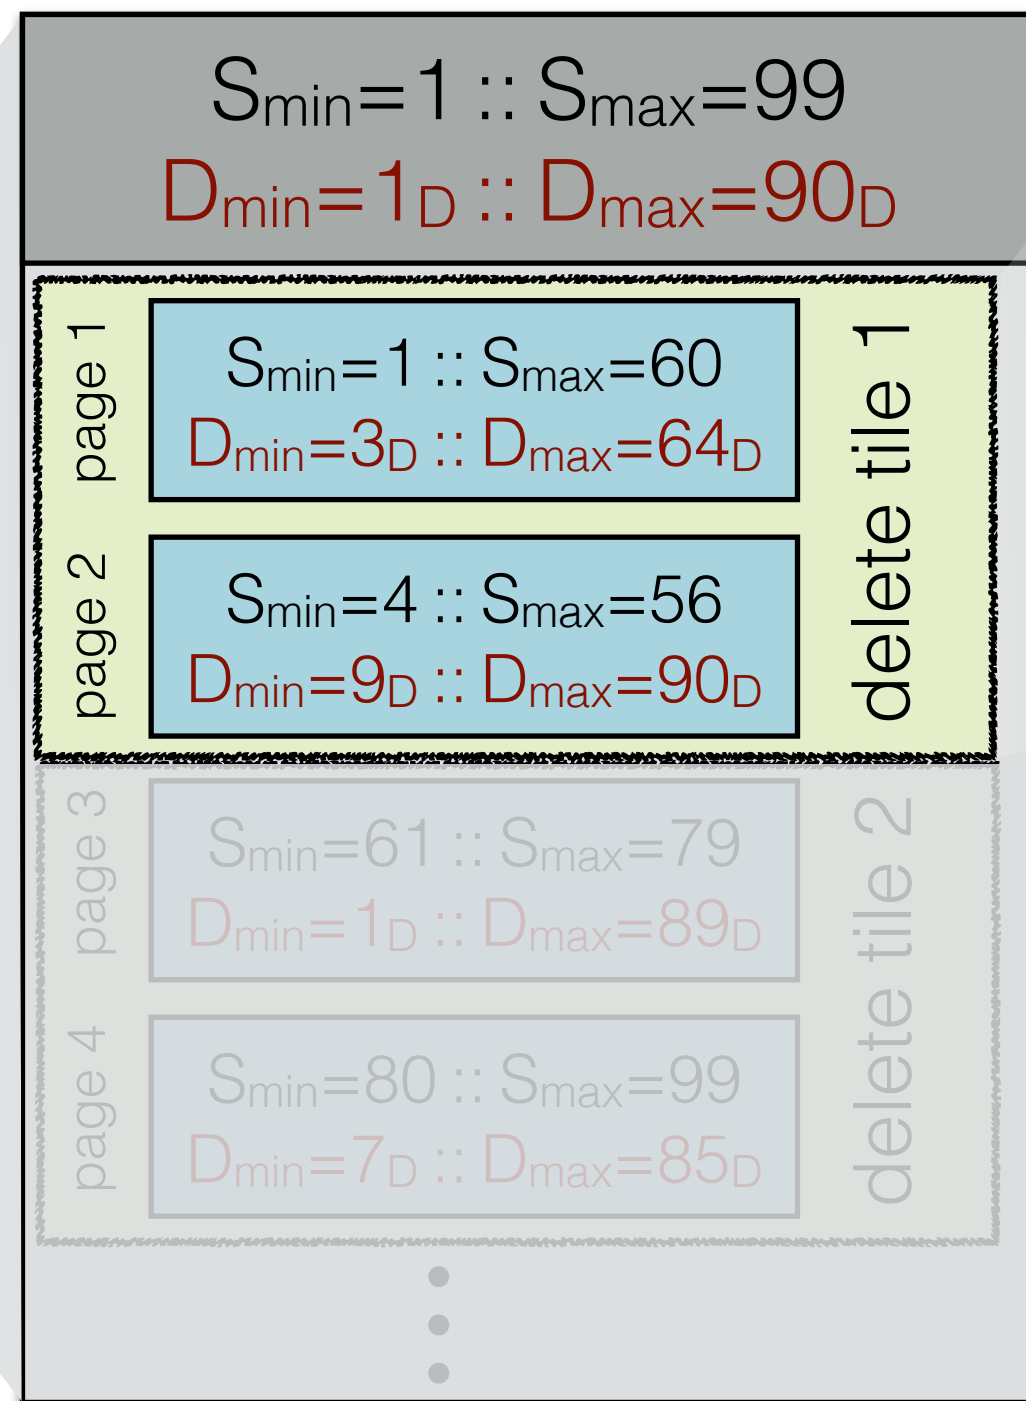 Smin=1 :: Smax=99
Dmin=1D :: Dmax=90D
page 1
Smin=1 :: Smax=60
Dmin=3D :: Dmax=64D
delete tile 1
page 2
Smin=4 :: Smax=56
Dmin=9D :: Dmax=90D
page 3
Smin=61 :: Smax=79
Dmin=1D :: Dmax=89D
delete tile 2
page 4
Smin=80 :: Smax=99
Dmin=7D :: Dmax=85D